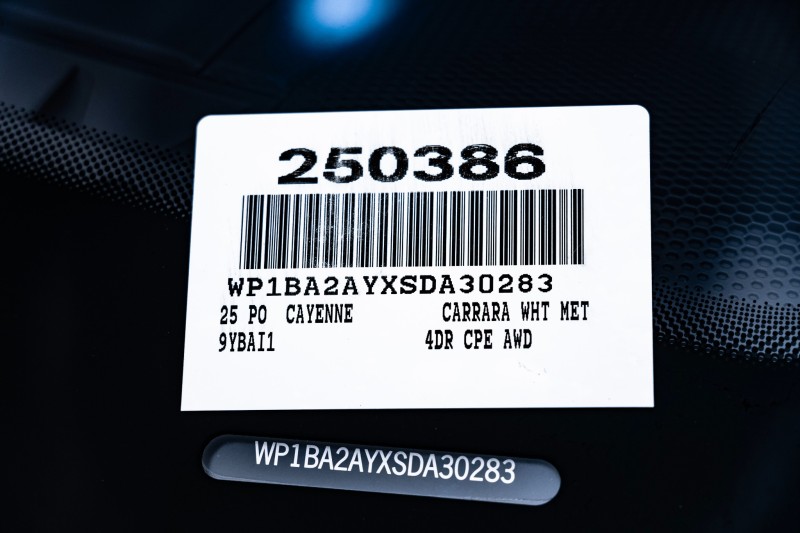 250386
WP1BA2AYXSDA30283
25 PO CAYENNE CARRARA WHT MET
9YBAI1 4DR CPE AWD
WP1BA2AYXSDA30283